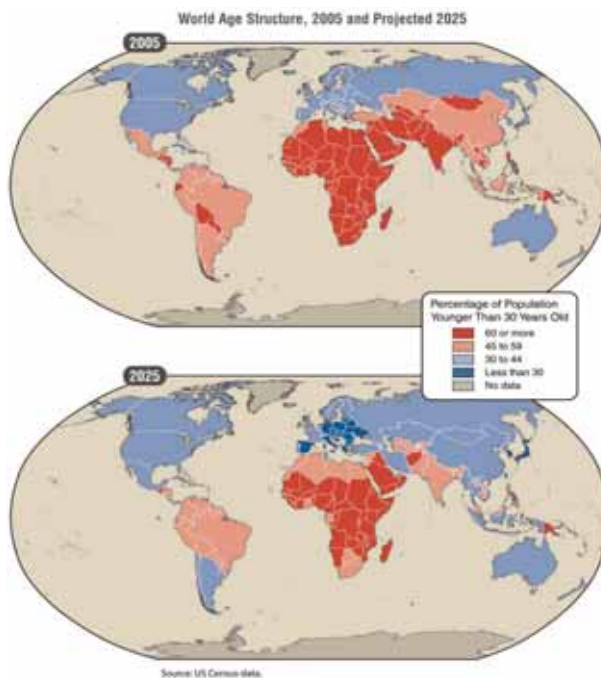 World Age Structure, 2005 and Projected 2025
2005
Percentage of Population
Younger Than 30 Years Old
60 or more
45 to 59
30 to 44
Less than 30
No data
2025
Source: US Census data.